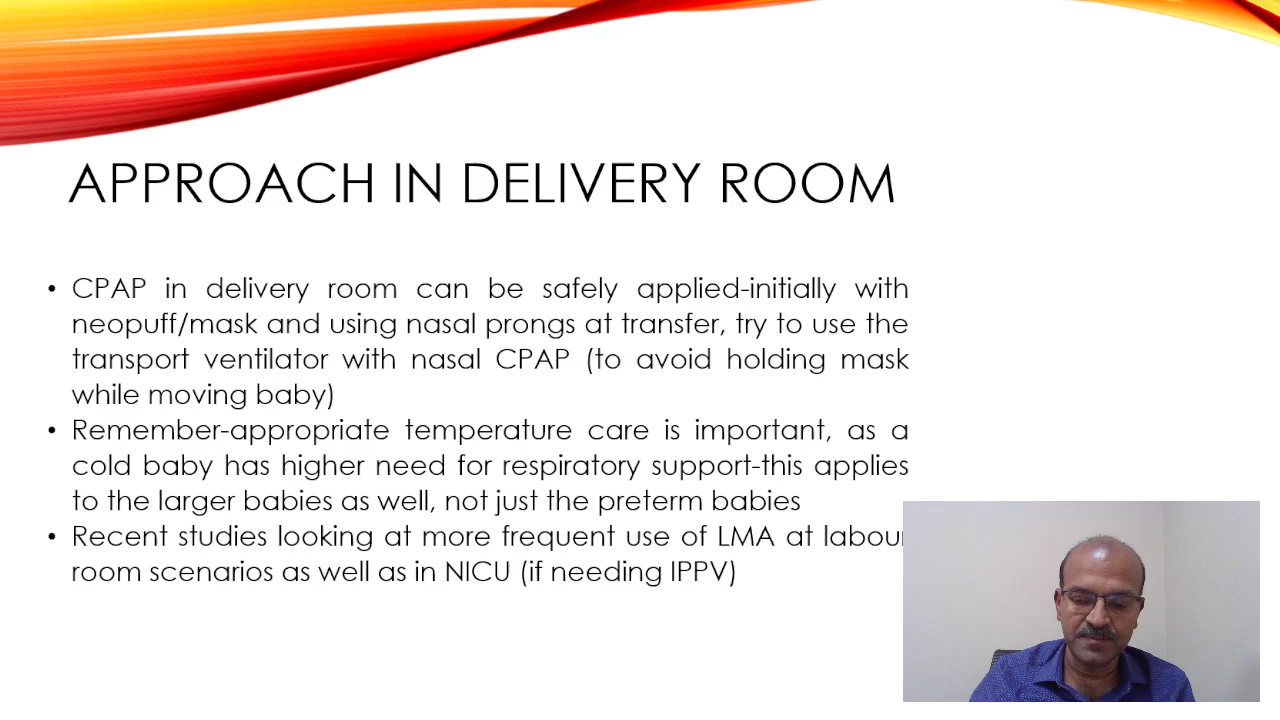 APPROACH IN DELIVERY ROOM
• CPAP in delivery room can be safely applied-initially with
neopuff/mask and using nasal prongs at transfer, try to use the
transport ventilator with nasal CPAP (to avoid holding mask
while moving baby)
• Remember-appropriate temperature care is important, as a
cold baby has higher need for respiratory support-this applies
to the larger babies as well, not just the preterm babies
• Recent studies looking at more frequent use of LMA at labour
room scenarios as well as in NICU (if needing IPPV)